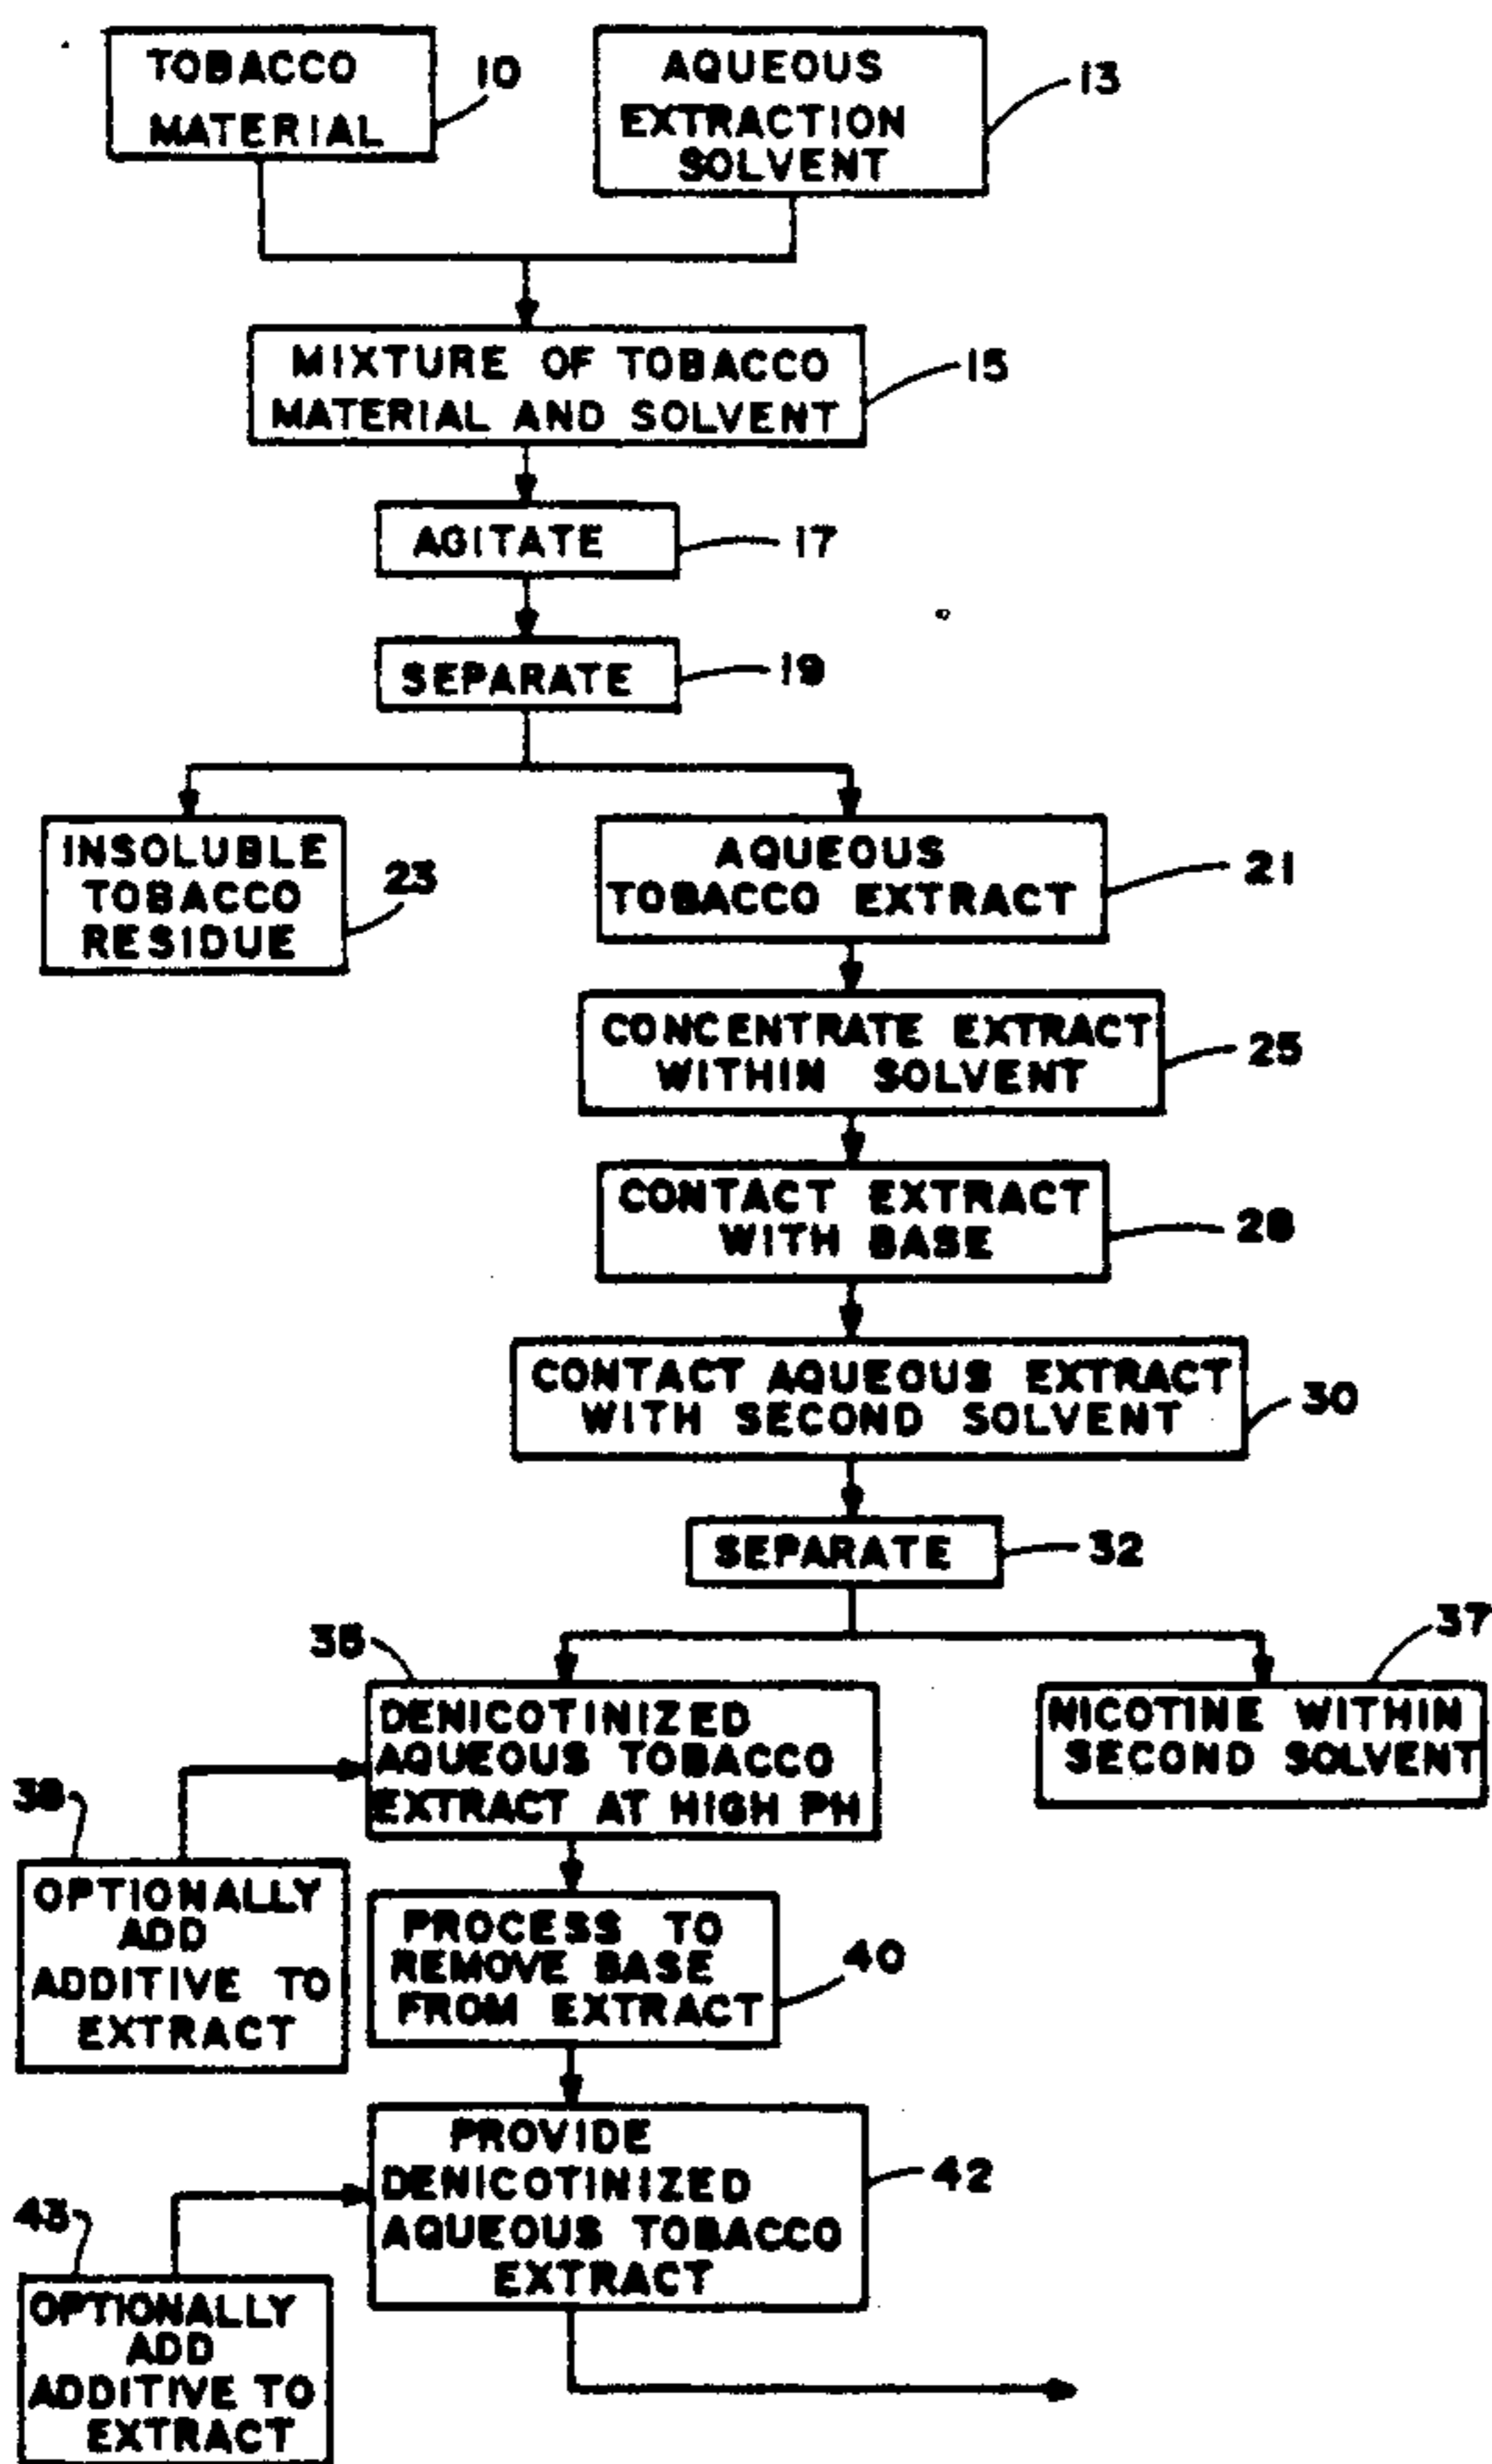 TOBACCO
MATERIAL
10
AQUEOUS
EXTRACTION
SOLVENT
13
MIXTURE OF TOBACCO
MATERIAL AND SOLVENT
15
AGITATE
17
SEPARATE
19
INSOLUBLE
TOBACCO
RESIDUE
23
AQUEOUS
TOBACCO EXTRACT
21
CONCENTRATE EXTRACT
WITHIN SOLVENT
25
CONTACT EXTRACT
WITH BASE
28
CONTACT AQUEOUS EXTRACT
WITH SECOND SOLVENT
30
SEPARATE
32
35
DENICOTINIZED
AQUEOUS TOBACCO
EXTRACT AT HIGH PH
37
NICOTINE WITHIN
SECOND SOLVENT
38
OPTIONALLY
ADD
ADDITIVE TO
EXTRACT
PROCESS TO
REMOVE BASE
FROM EXTRACT
40
PROVIDE
DENICOTINIZED
AQUEOUS TOBACCO
EXTRACT
42
43
OPTIONALLY
ADD
ADDITIVE TO
EXTRACT